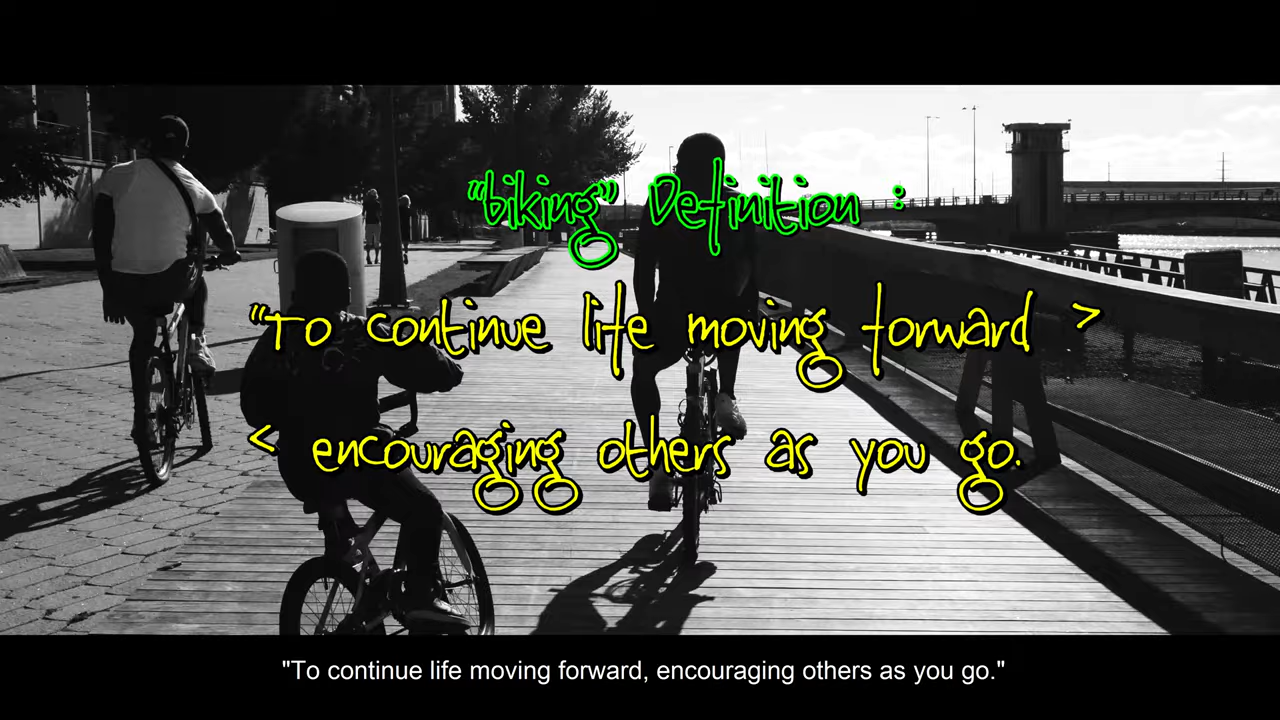 "biking" Definition :
"To continue life moving forward >
< encouraging others as you go.
"To continue life moving forward, encouraging others as you go."